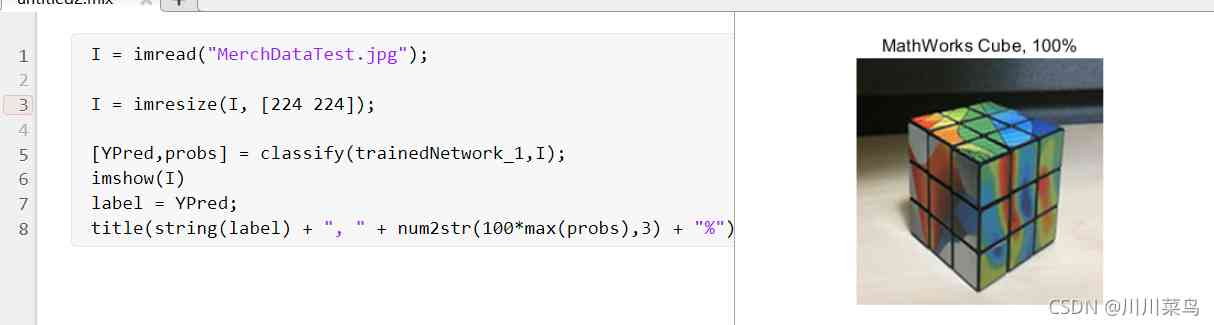 untitled2.mlx
1 I = imread("MerchDataTest.jpg");
2
3 I = imresize(I, [224 224]);
4
5 [YPred,probs] = classify(trainedNetwork_1,I);
6 imshow(I)
7 label = YPred;
8 title(string(label) + ", " + num2str(100*max(probs),3) + "%")
MathWorks Cube, 100%
CSDN @川川菜鸟